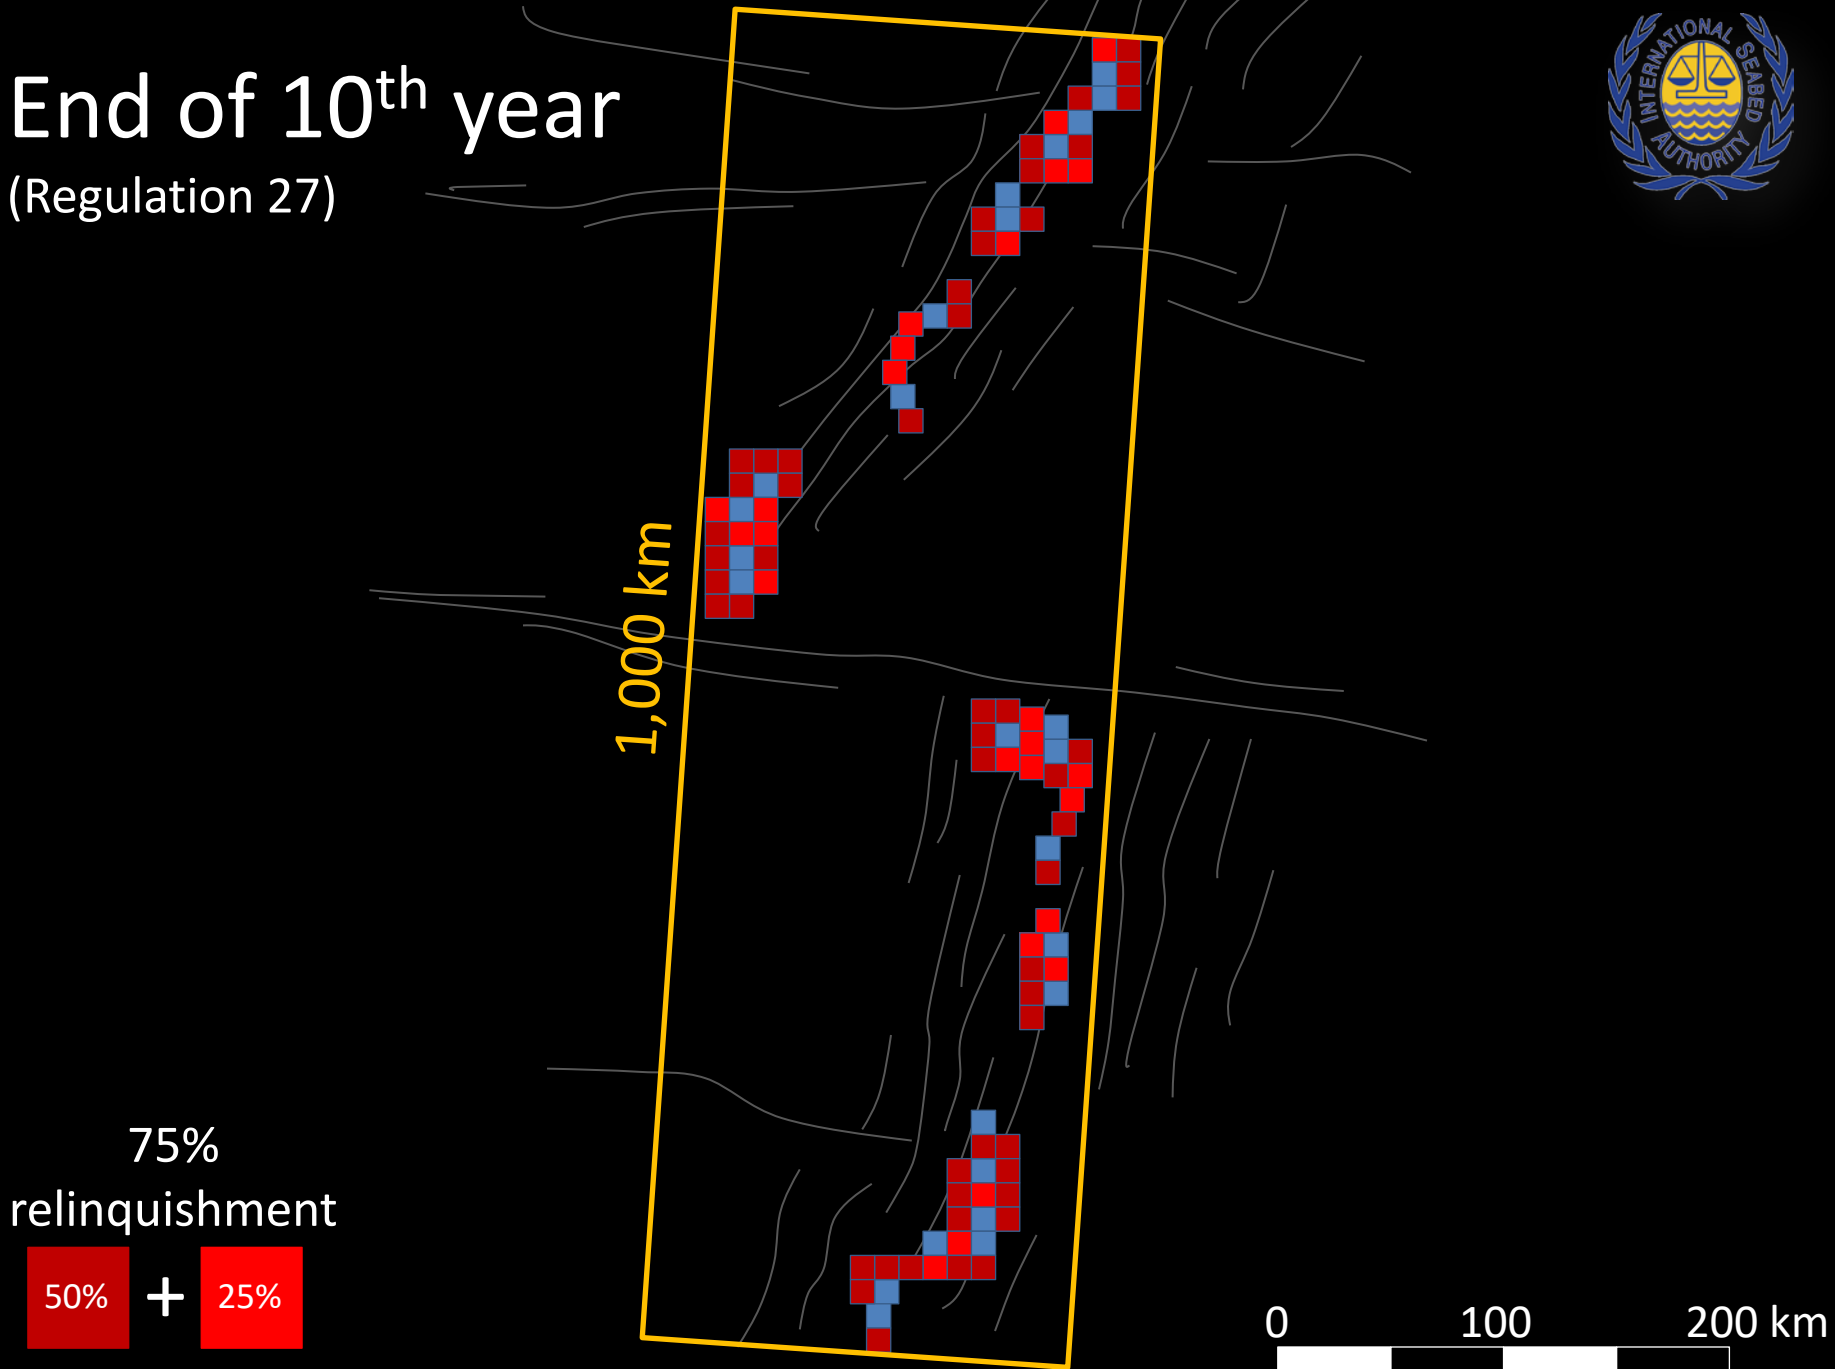 End of 10th year
(Regulation 27)
INTERNATIONAL SEABED
AUTHORITY
1,000 km
75%
relinquishment
50% + 25%
0 100 200 km